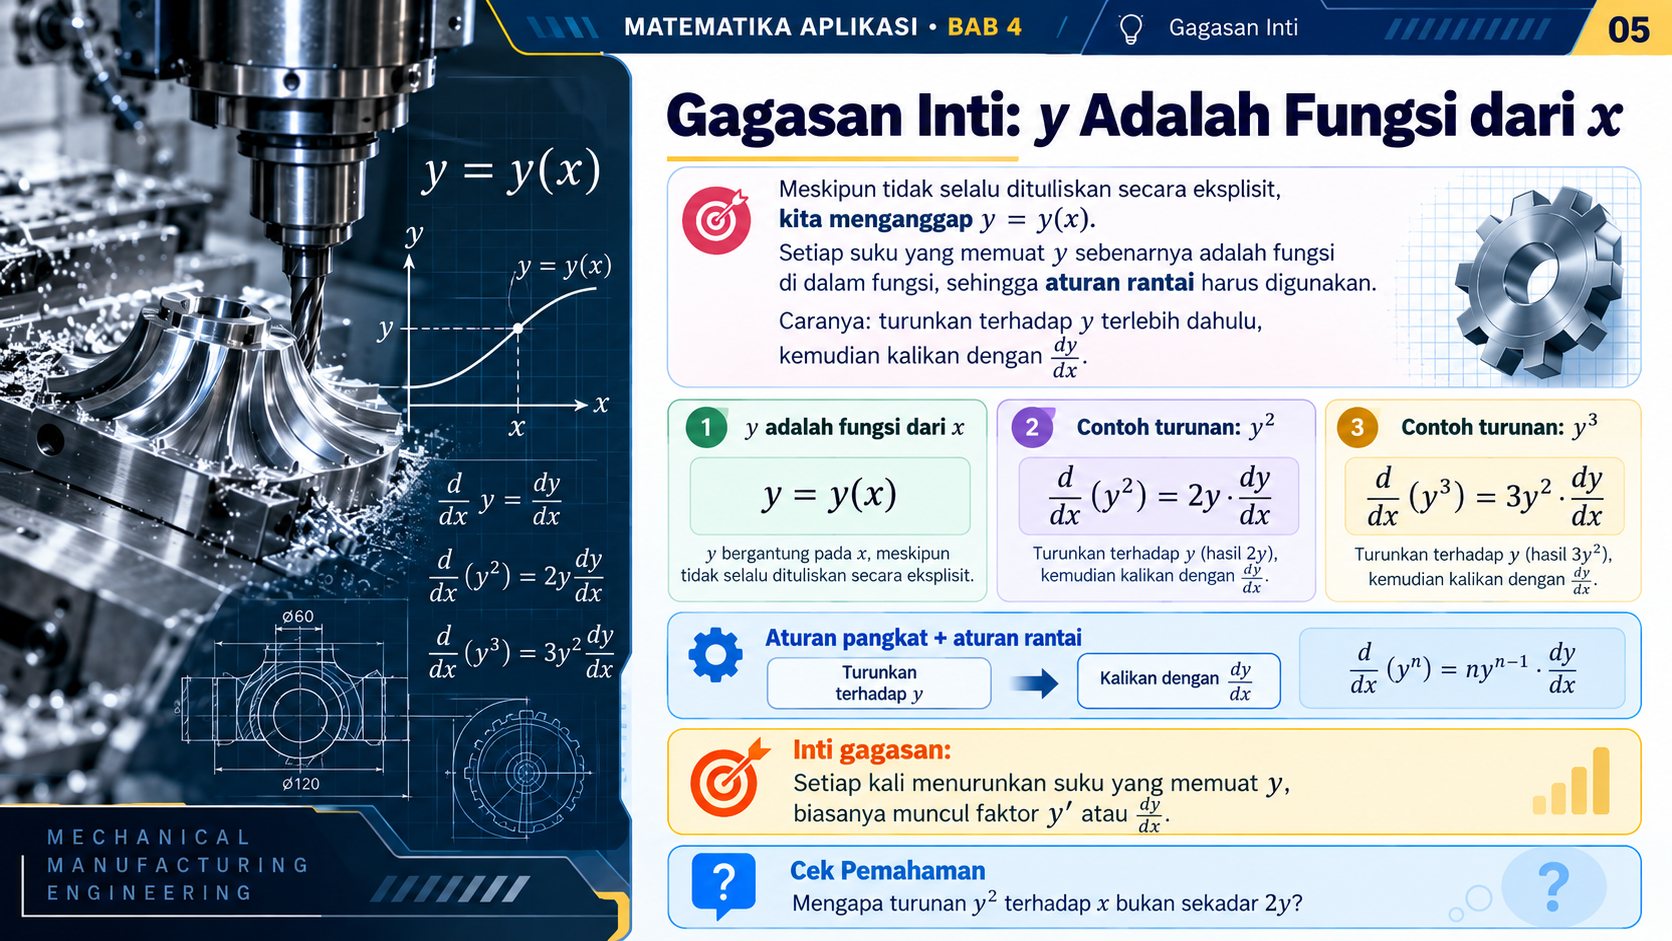 MATEMATIKA APLIKASI • BAB 4
Gagasan Inti
05
y = y(x)
y
y = y(x)
y
x
x
d/dx y = dy/dx
d/dx (y²) = 2y dy/dx
d/dx (y³) = 3y² dy/dx
Ø60
Ø120
MECHANICAL
MANUFACTURING
ENGINEERING
Gagasan Inti: y Adalah Fungsi dari x
Meskipun tidak selalu dituliskan secara eksplisit,
kita menganggap y = y(x).
Setiap suku yang memuat y sebenarnya adalah fungsi
di dalam fungsi, sehingga aturan rantai harus digunakan.
Caranya: turunkan terhadap y terlebih dahulu,
kemudian kalikan dengan dy/dx.
1 y adalah fungsi dari x
y = y(x)
y bergantung pada x, meskipun
tidak selalu dituliskan secara eksplisit.
2 Contoh turunan: y²
d/dx (y²) = 2y · dy/dx
Turunkan terhadap y (hasil 2y),
kemudian kalikan dengan dy/dx.
3 Contoh turunan: y³
d/dx (y³) = 3y² · dy/dx
Turunkan terhadap y (hasil 3y²),
kemudian kalikan dengan dy/dx.
Aturan pangkat + aturan rantai
Turunkan
terhadap y
Kalikan dengan dy/dx
d/dx (yⁿ) = nyⁿ⁻¹ · dy/dx
Inti gagasan:
Setiap kali menurunkan suku yang memuat y,
biasanya muncul faktor y′ atau dy/dx.
?
Cek Pemahaman
Mengapa turunan y² terhadap x bukan sekadar 2y?
?